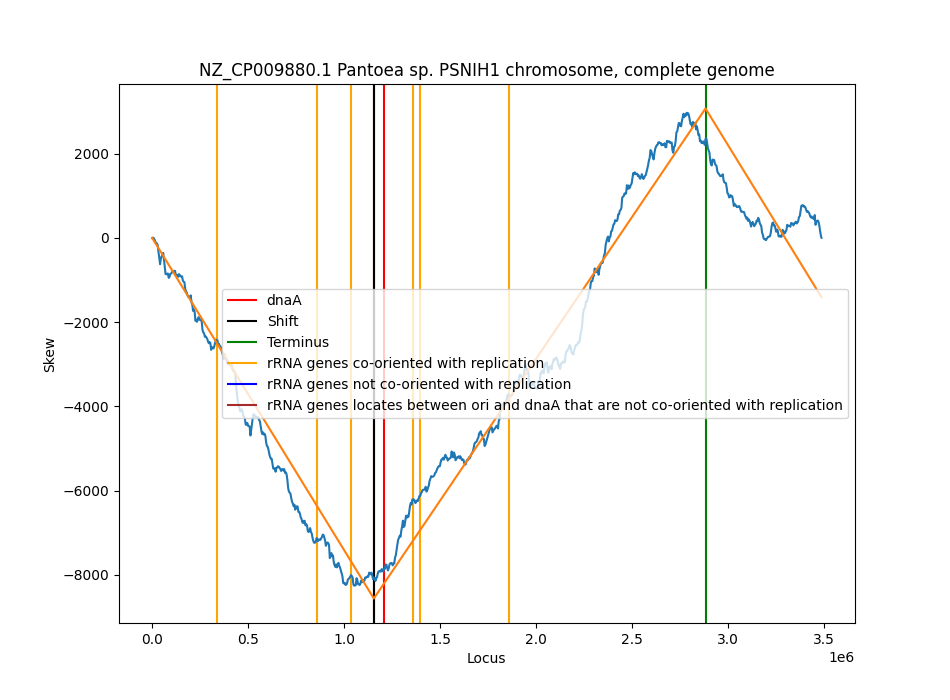 NZ_CP009880.1 Pantoea sp. PSNIH1 chromosome, complete genome
Skew
2000
0
−2000
−4000
−6000
−8000
dnaA
Shift
Terminus
rRNA genes co-oriented with replication
rRNA genes not co-oriented with replication
rRNA genes locates between ori and dnaA that are not co-oriented with replication
0.0 0.5 1.0 1.5 2.0 2.5 3.0 3.5
1e6
Locus